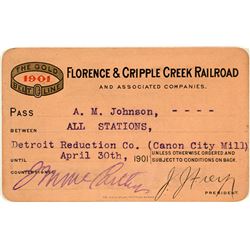 THE GOLD
1901
BELT LINE
FLORENCE & CRIPPLE CREEK RAILROAD
AND ASSOCIATED COMPANIES.
PASS A. M. Johnson, - - - -
BETWEEN ALL STATIONS,
Detroit Reduction Co. (Canon City Mill)
UNTIL April 30th, 1901 UNLESS OTHERWISE ORDERED AND
SUBJECT TO CONDITIONS ON BACK.
COUNTERSIGNED
PRESIDENT.